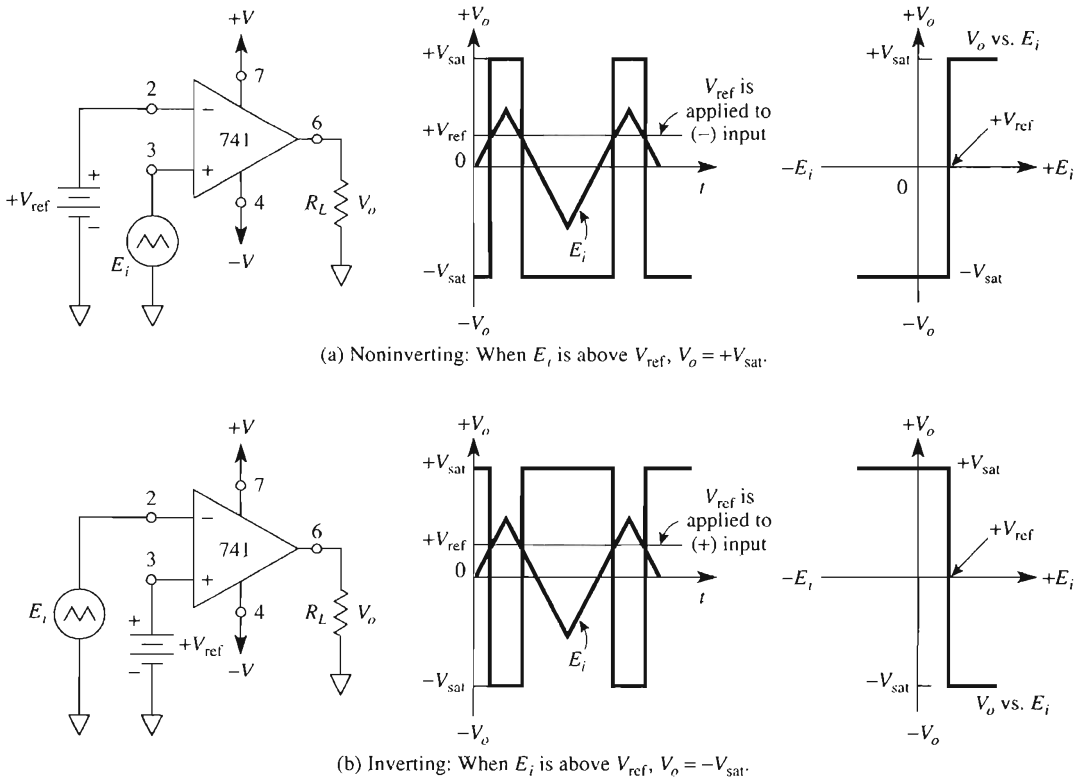 +V
7
2
−
741
6
3
+
+
+V_ref
−
4
−V
E_i
R_L
V_o
+V_o
+V_sat
V_ref is
applied to
(−) input
+V_ref
0
t
E_i
−V_sat
−V_o
+V_o
V_o vs. E_i
+V_sat
+V_ref
−E_i
0
+E_i
−V_sat
−V_o
(a) Noninverting: When E_i is above V_ref, V_o = +V_sat.
+V
7
2
−
741
6
3
+
E_i
+
+V_ref
−
4
−V
R_L
V_o
+V_o
+V_sat
V_ref is
applied to
(+) input
+V_ref
0
t
E_i
−V_sat
−V_o
+V_o
+V_sat
+V_ref
−E_i
+E_i
−V_sat
V_o vs. E_i
−V_o
(b) Inverting: When E_i is above V_ref, V_o = −V_sat.